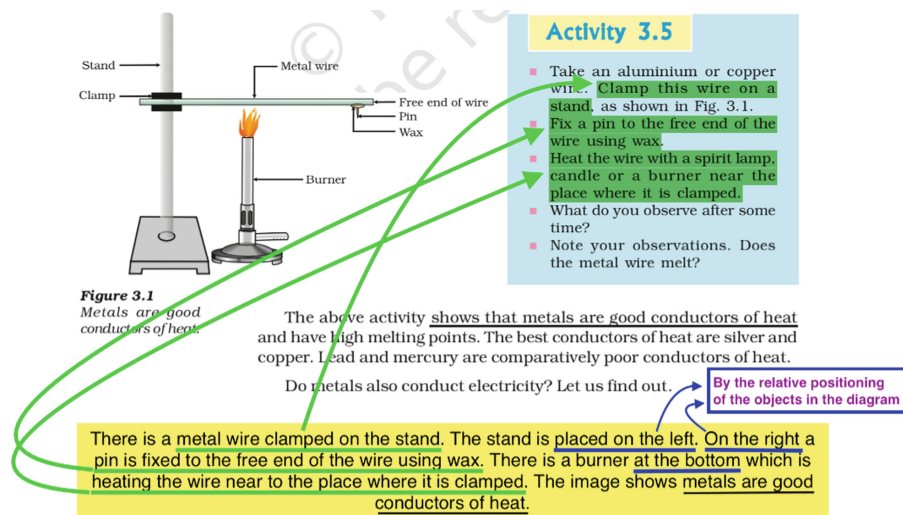 © 
be re
Activity 3.5
Stand
Metal wire
Clamp
Free end of wire
Pin
Wax
Burner
Take an aluminium or copper
wire. Clamp this wire on a
stand, as shown in Fig. 3.1.
Fix a pin to the free end of the
wire using wax.
Heat the wire with a spirit lamp,
candle or a burner near the
place where it is clamped.
What do you observe after some
time?
Note your observations. Does
the metal wire melt?
Figure 3.1
Metals are good
conductors of heat.
The above activity shows that metals are good conductors of heat
and have high melting points. The best conductors of heat are silver and
copper. Lead and mercury are comparatively poor conductors of heat.
Do metals also conduct electricity? Let us find out.
By the relative positioning
of the objects in the diagram
There is a metal wire clamped on the stand. The stand is placed on the left. On the right a
pin is fixed to the free end of the wire using wax. There is a burner at the bottom which is
heating the wire near to the place where it is clamped. The image shows metals are good
conductors of heat.